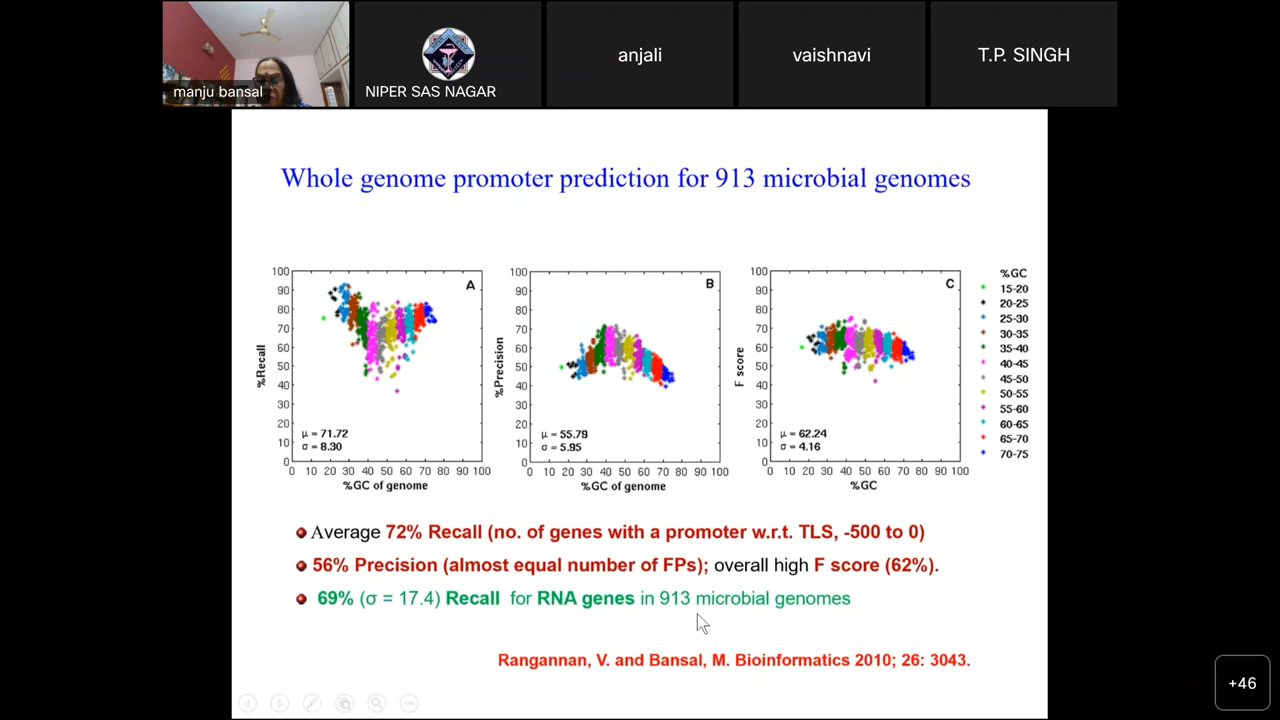 manju bansal
NIPER SAS NAGAR
anjali
vaishnavi
T.P. SINGH
Whole genome promoter prediction for 913 microbial genomes
100
90
80
70
60
50
40
30
20
10
0
%Recall
A
μ = 71.72
σ = 8.30
0 10 20 30 40 50 60 70 80 90 100
%GC of genome
100
90
80
70
60
50
40
30
20
10
0
%Precision
B
μ = 55.79
σ = 5.95
0 10 20 30 40 50 60 70 80 90 100
%GC of genome
100
90
80
70
60
50
40
30
20
10
0
F score
C
μ = 62.24
σ = 4.16
0 10 20 30 40 50 60 70 80 90 100
%GC
%GC
15-20
20-25
25-30
30-35
35-40
40-45
45-50
50-55
55-60
60-65
65-70
70-75
Average 72% Recall (no. of genes with a promoter w.r.t. TLS, -500 to 0)
56% Precision (almost equal number of FPs); overall high F score (62%).
69% (σ = 17.4) Recall for RNA genes in 913 microbial genomes
Rangannan, V. and Bansal, M. Bioinformatics 2010; 26: 3043.
+46